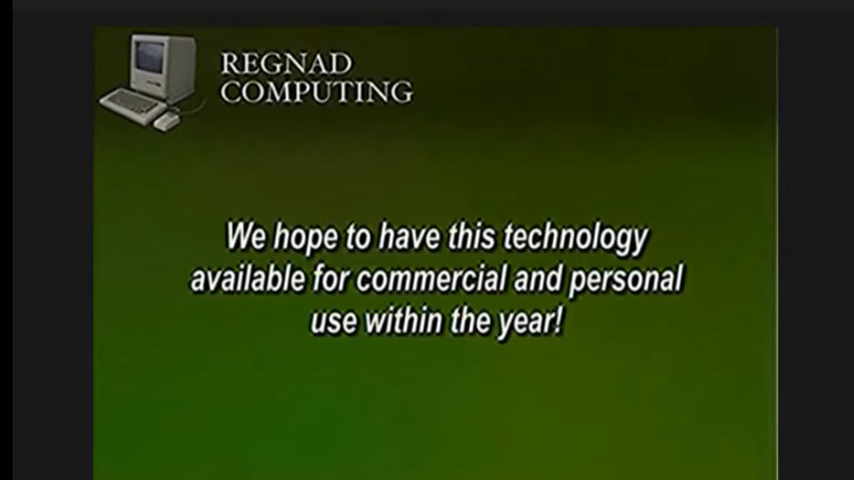 REGNAD
COMPUTING
We hope to have this technology
available for commercial and personal
use within the year!